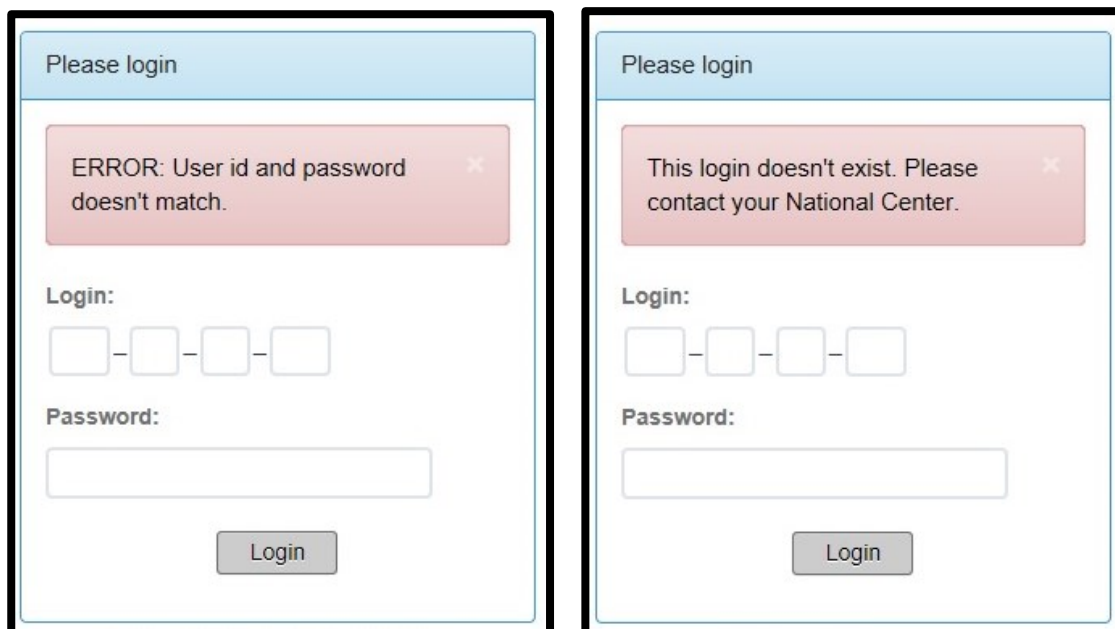 Please login
ERROR: User id and password
doesn't match.
Login:
– – –
Password:
Login
Please login
This login doesn't exist. Please
contact your National Center.
Login:
– – –
Password:
Login